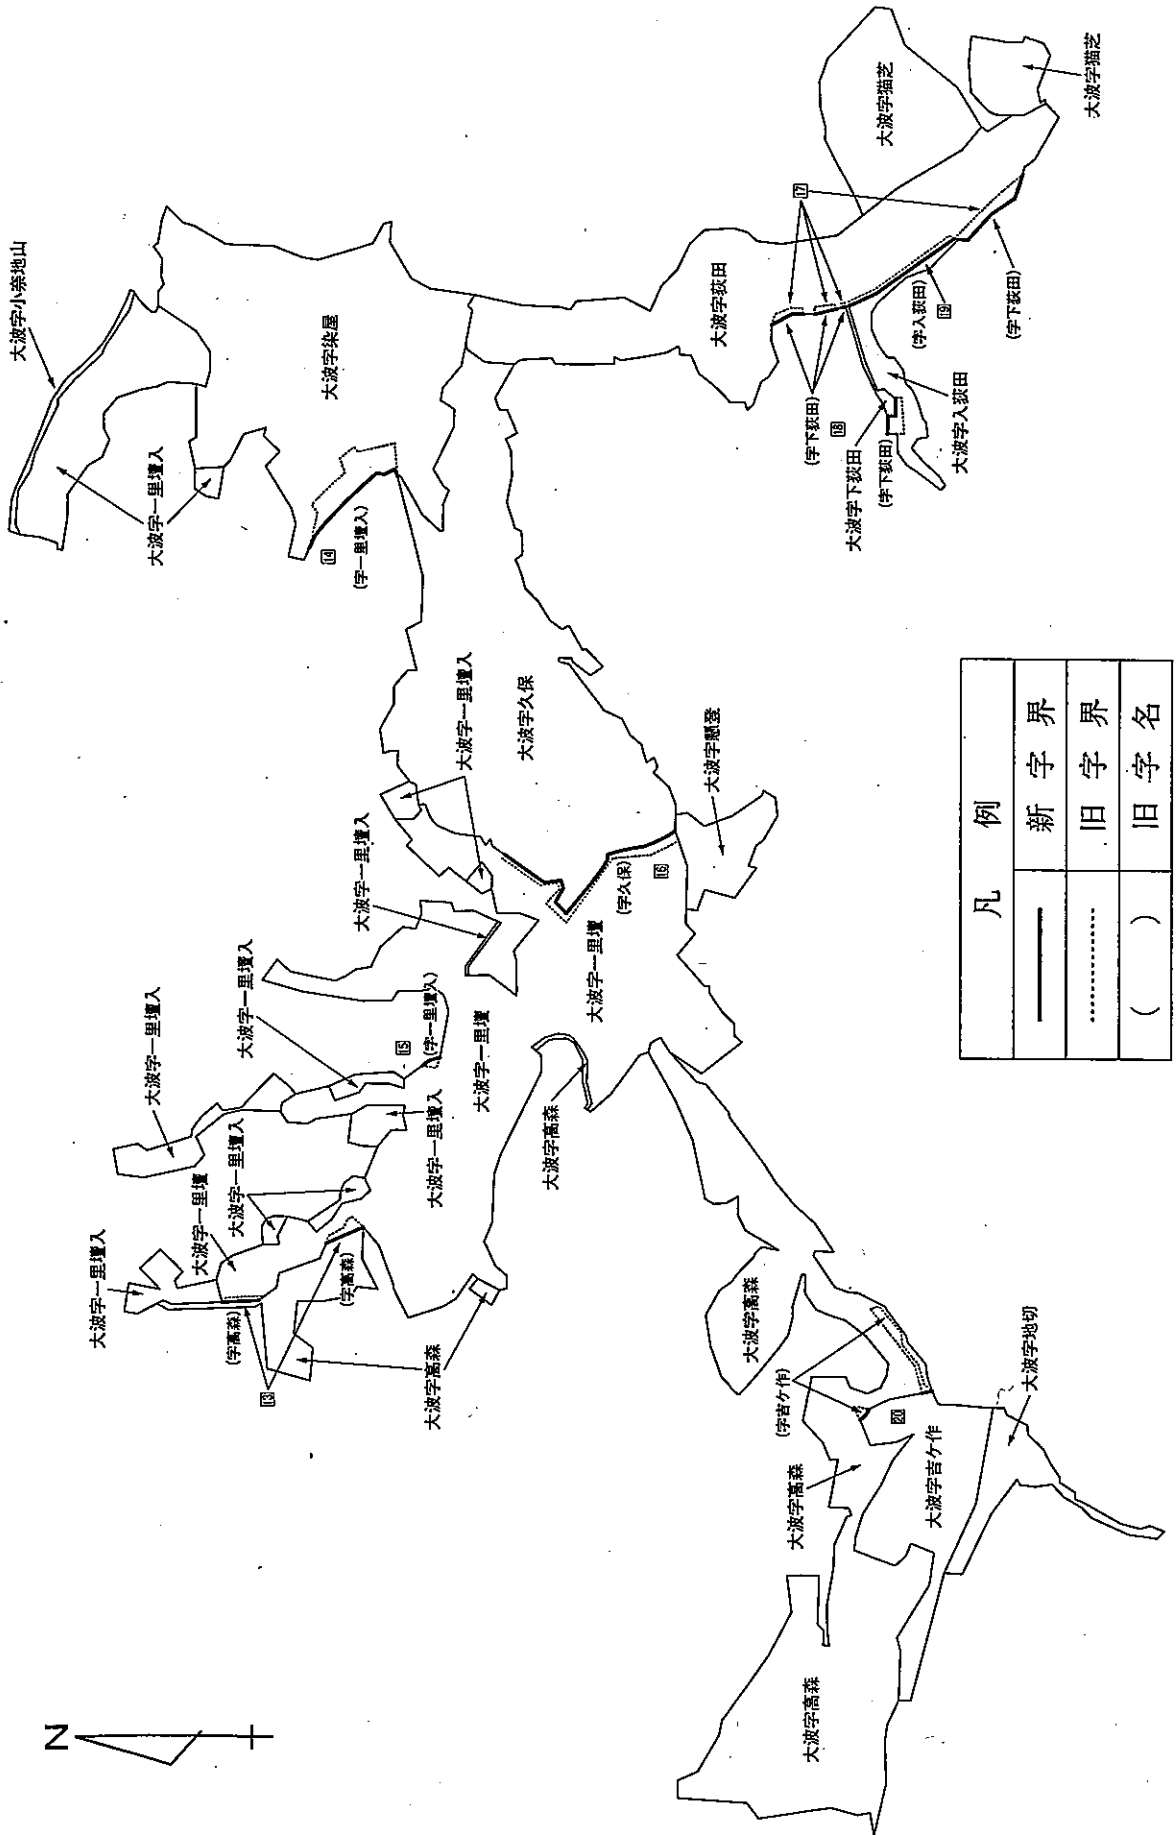 N
大波字小奈地山
大波字一里壇入
大波字染屋
14
(字一里壇入)
大波字一里壇入
大波字一里壇入
大波字久保
大波字一里壇入
大波字一里壇入
大波字一里壇
大波字一里壇入
大波字一里壇入
(字高森)
13
(字高森)
大波字一里壇入
大波字高森
15
(字一里壇入)
大波字一里壇
大波字高森
大波字一里壇
(字久保)
16
大波字懸登
大波字荻田
17
大波字猫芝
大波字猫芝
(字下荻田)
18
大波字下荻田
(字下荻田)
大波字入荻田
(字入荻田)
19
(字下荻田)
大波字高森
(字吉ケ作)
20
大波字高森
大波字吉ケ作
大波字地切
大波字高森
凡例
新字界
旧字界
( ) 旧字名